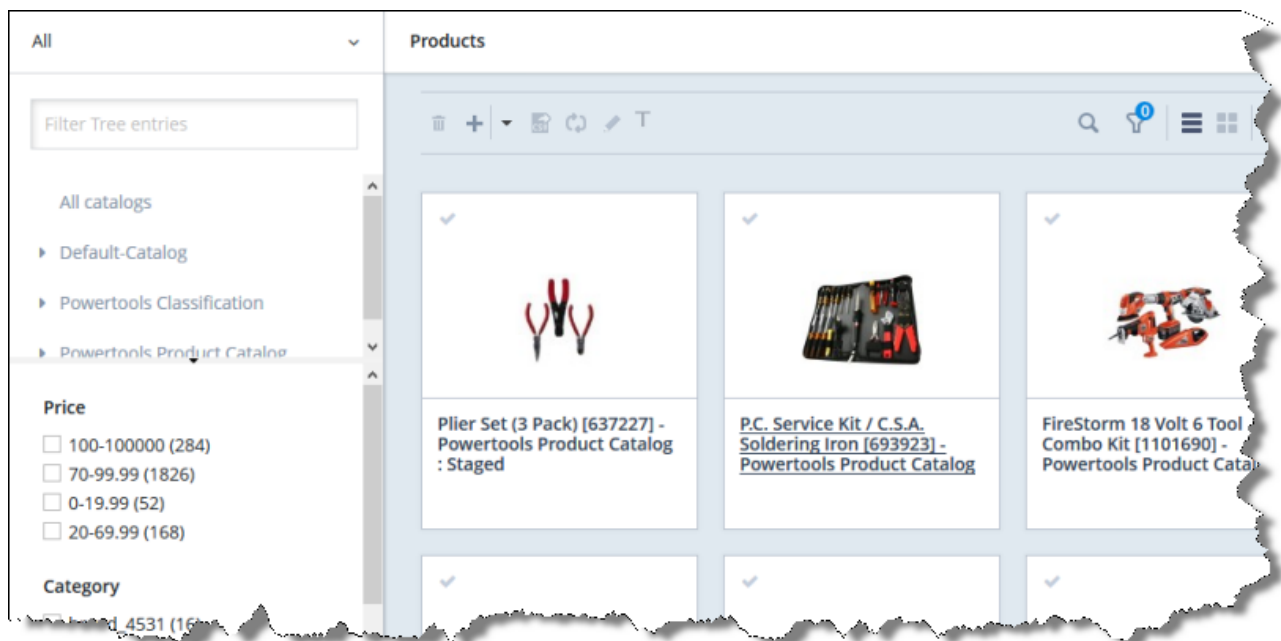 All
Products
Filter Tree entries
0
T
All catalogs
Default-Catalog
Powertools Classification
Powertools Product Catalog
Price
100-100000 (284)
70-99.99 (1826)
0-19.99 (52)
20-69.99 (168)
Category
Plier Set (3 Pack) [637227] -
Powertools Product Catalog
: Staged
P.C. Service Kit / C.S.A.
Soldering Iron [693923] -
Powertools Product Catalog
FireStorm 18 Volt 6 Tool
Combo Kit [1101690] -
Powertools Product